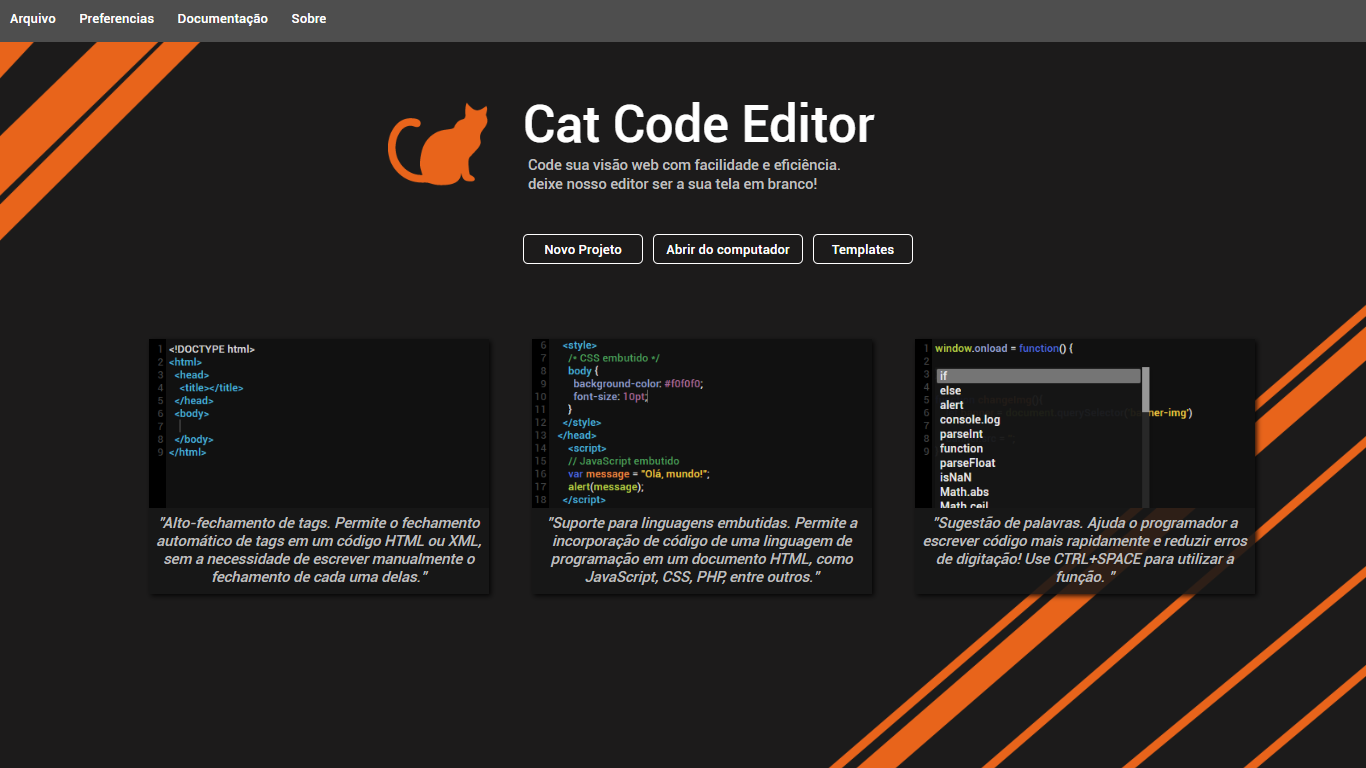 Arquivo Preferencias Documentação Sobre
Cat Code Editor
Code sua visão web com facilidade e eficiência.
deixe nosso editor ser a sua tela em branco!
Novo Projeto Abrir do computador Templates
1 <!DOCTYPE html>
2 <html>
3 <head>
4 <title></title>
5 </head>
6 <body>
7
8 </body>
9 </html>
"Alto-fechamento de tags. Permite o fechamento
automático de tags em um código HTML ou XML,
sem a necessidade de escrever manualmente o
fechamento de cada uma delas."
6 <style>
7 /* CSS embutido */
8 body {
9 background-color: #f0f0f0;
10 font-size: 10pt;
11 }
12 </style>
13 </head>
14 <script>
15 // JavaScript embutido
16 var message = "Olá, mundo!";
17 alert(message);
18 </script>
"Suporte para linguagens embutidas. Permite a
incorporação de código de uma linguagem de
programação em um documento HTML, como
JavaScript, CSS, PHP, entre outros."
1 window.onload = function() {
2
3 if
4 else
5 alert
6 console.log
7 parseInt
8 function
9 parseFloat
isNaN
Math.abs
Math.ceil
"Sugestão de palavras. Ajuda o programador a
escrever código mais rapidamente e reduzir erros
de digitação! Use CTRL+SPACE para utilizar a
função. "